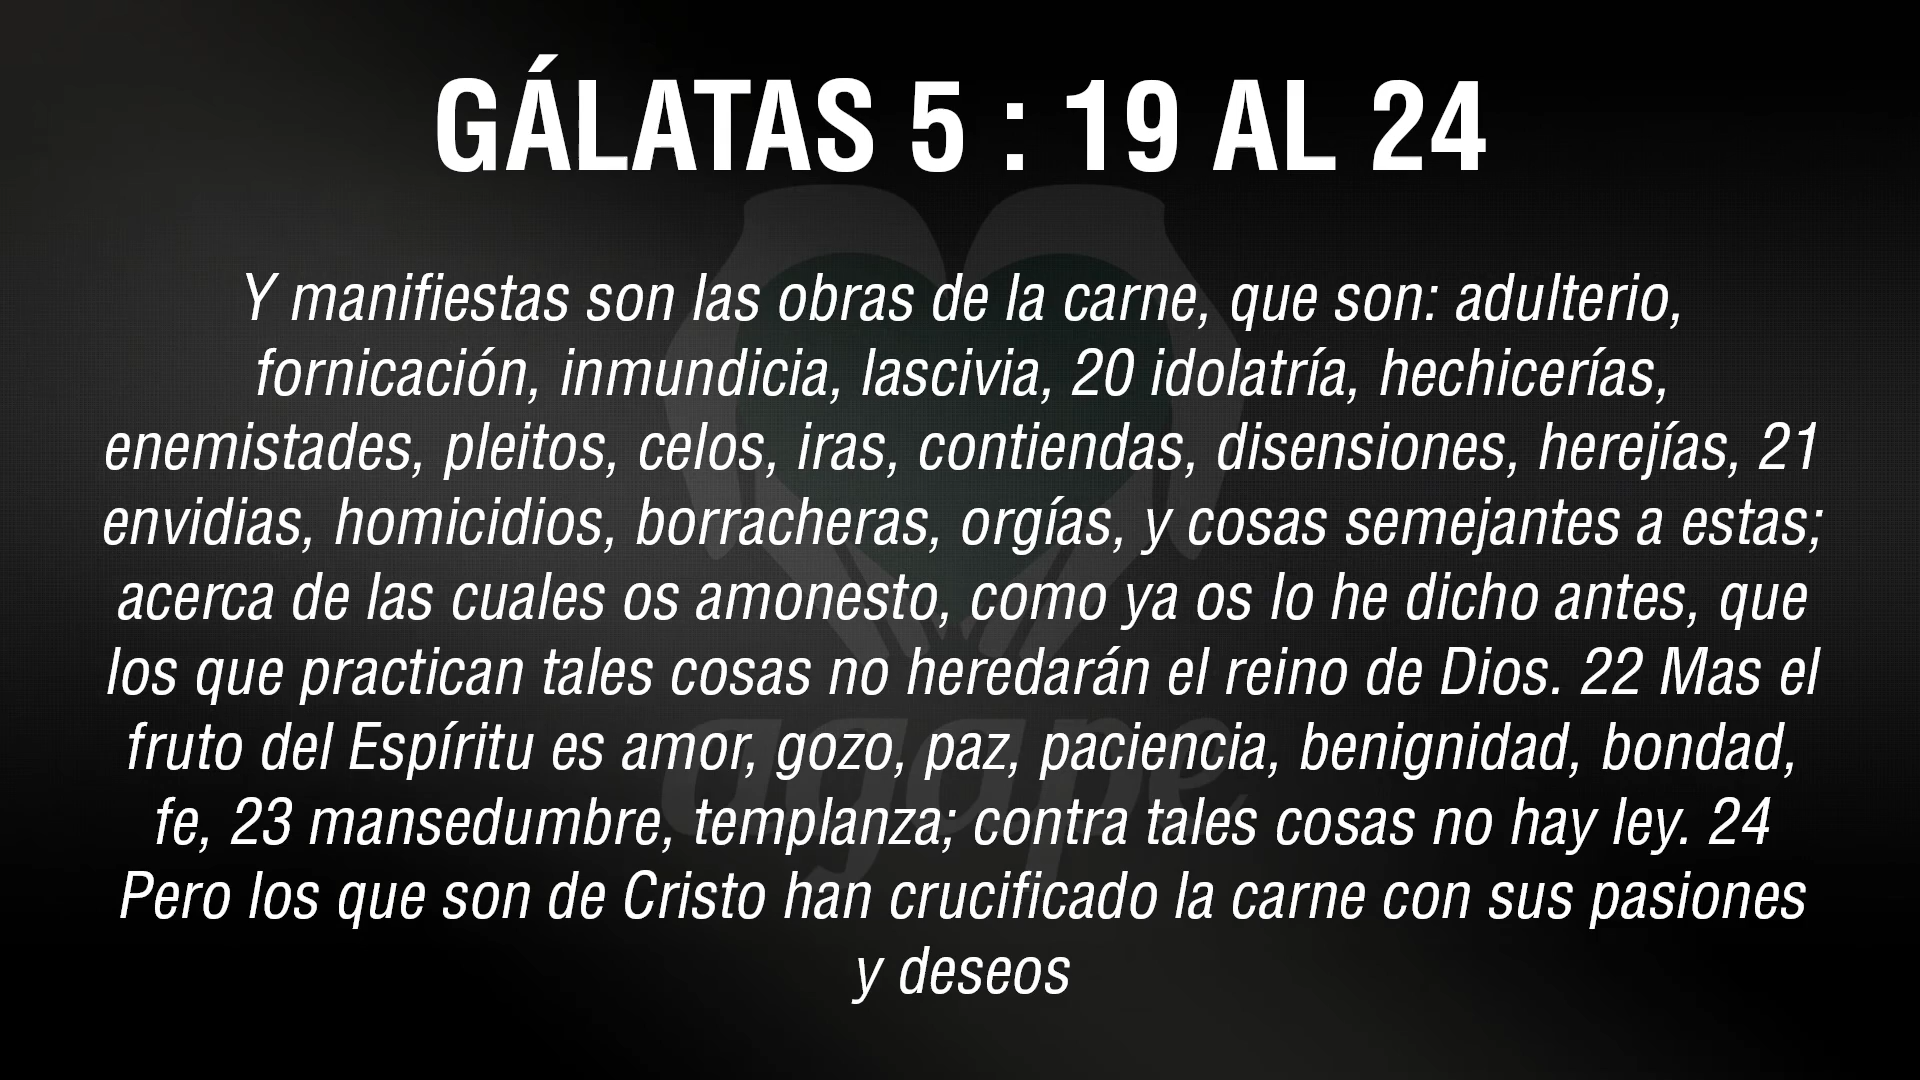 GÁLATAS 5 : 19 AL 24
Y manifiestas son las obras de la carne, que son: adulterio,
fornicación, inmundicia, lascivia, 20 idolatría, hechicerías,
enemistades, pleitos, celos, iras, contiendas, disensiones, herejías, 21
envidias, homicidios, borracheras, orgías, y cosas semejantes a estas;
acerca de las cuales os amonesto, como ya os lo he dicho antes, que
los que practican tales cosas no heredarán el reino de Dios. 22 Mas el
fruto del Espíritu es amor, gozo, paz, paciencia, benignidad, bondad,
fe, 23 mansedumbre, templanza; contra tales cosas no hay ley. 24
Pero los que son de Cristo han crucificado la carne con sus pasiones
y deseos
agape